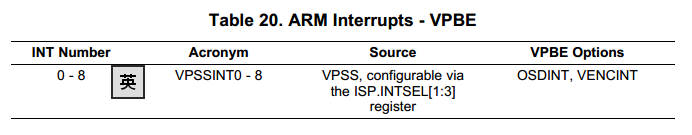 Table 20. ARM Interrupts - VPBE
INT Number Acronym Source VPBE Options
0 - 8 英 VPSSINT0 - 8 VPSS, configurable via OSDINT, VENCINT
the ISP.INTSEL[1:3]
register